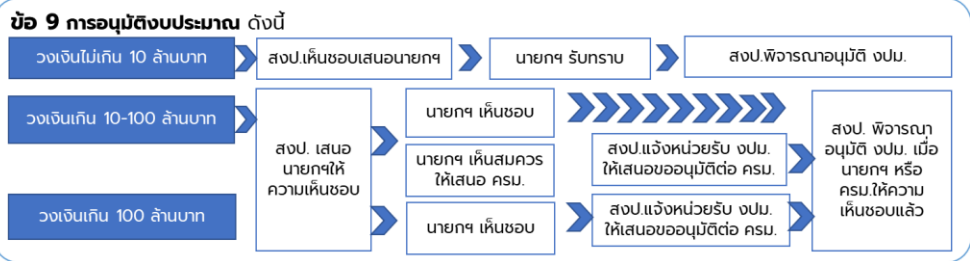 ข้อ 9 การอนุมัติงบประมาณ ดังนี้
วงเงินไม่เกิน 10 ล้านบาท
สงป.เห็นชอบเสนอนายกฯ
นายกฯ รับทราบ
สงป.พิจารณาอนุมัติ งปม.
วงเงินเกิน 10-100 ล้านบาท
สงป. เสนอ
นายกฯให้
ความเห็นชอบ
นายกฯ เห็นชอบ
นายกฯ เห็นสมควร
ให้เสนอ ครม.
สงป.แจ้งหน่วยรับ งปม.
ให้เสนอขออนุมัติต่อ ครม.
วงเงินเกิน 100 ล้านบาท
นายกฯ เห็นชอบ
สงป.แจ้งหน่วยรับ งปม.
ให้เสนอขออนุมัติต่อ ครม.
สงป. พิจารณา
อนุมัติ งปม. เมื่อ
นายกฯ หรือ
ครม.ให้ความ
เห็นชอบแล้ว